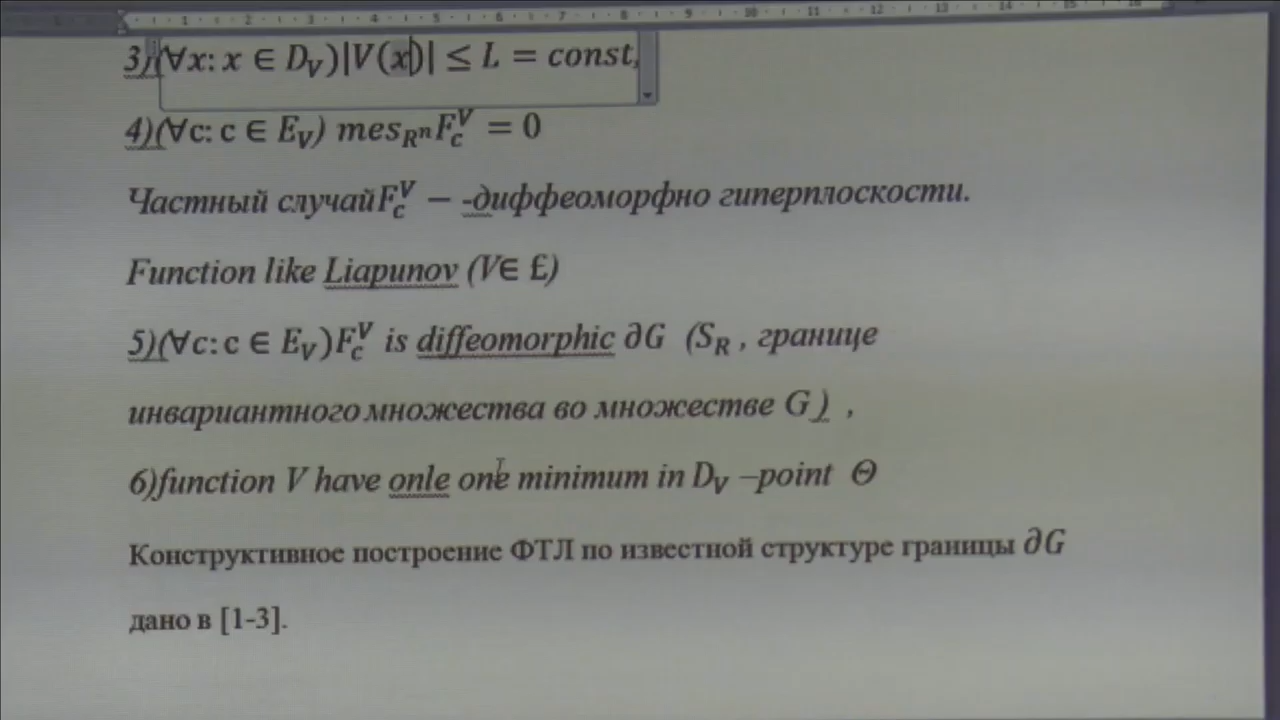 3)(∀x: x ∈ D_V)|V(x)| ≤ L = const,
4)(∀c: c ∈ E_V) mes_{R^n}F_c^V = 0
Частный случайF_c^V − -диффеоморфно гиперплоскости.
Function like Liapunov (V∈ £)
5)(∀c: c ∈ E_V)F_c^V is diffeomorphic ∂G (S_R , границе
инвариантного множества во множестве G) ,
6)function V have onle one minimum in D_V –point Θ
Конструктивное построение ФТЛ по известной структуре границы ∂G
дано в [1-3].